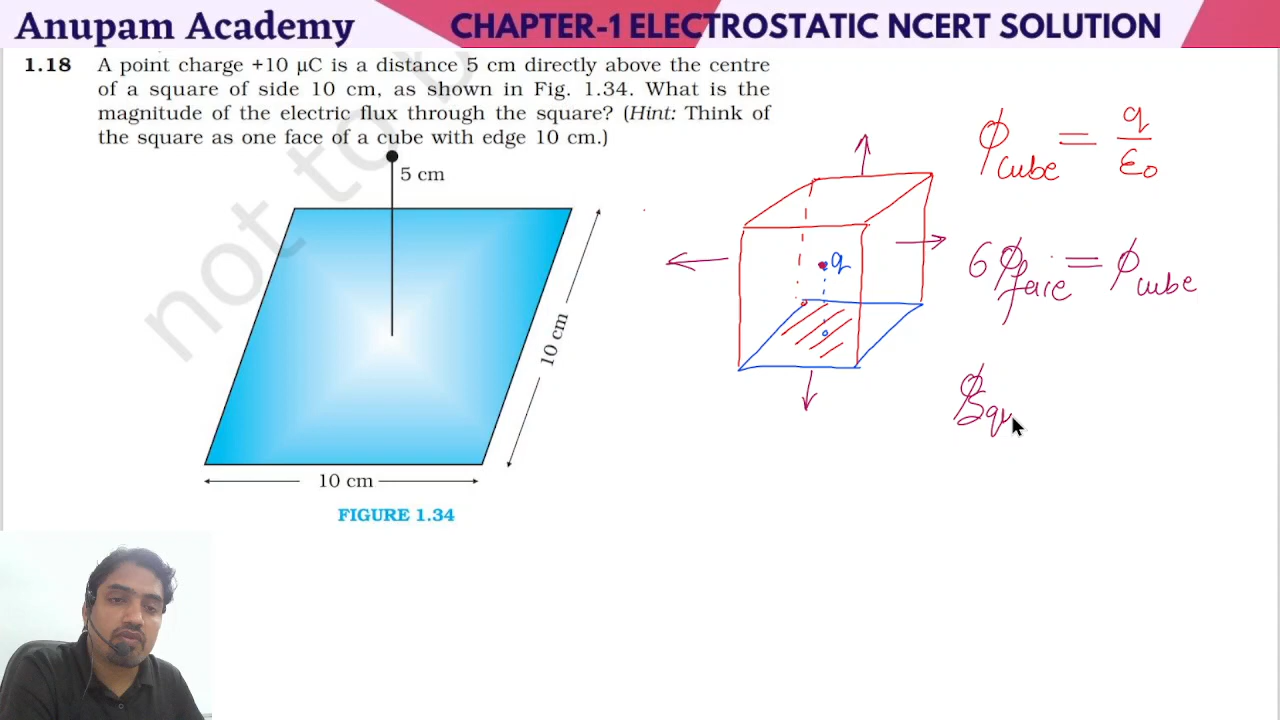 Anupam Academy
CHAPTER-1 ELECTROSTATIC NCERT SOLUTION
1.18 A point charge +10 μC is a distance 5 cm directly above the centre
of a square of side 10 cm, as shown in Fig. 1.34. What is the
magnitude of the electric flux through the square? (Hint: Think of
the square as one face of a cube with edge 10 cm.)
5 cm
10 cm
10 cm
FIGURE 1.34
not to b
q
ϕcube = q/ε0
6ϕface = ϕcube
ϕSqu